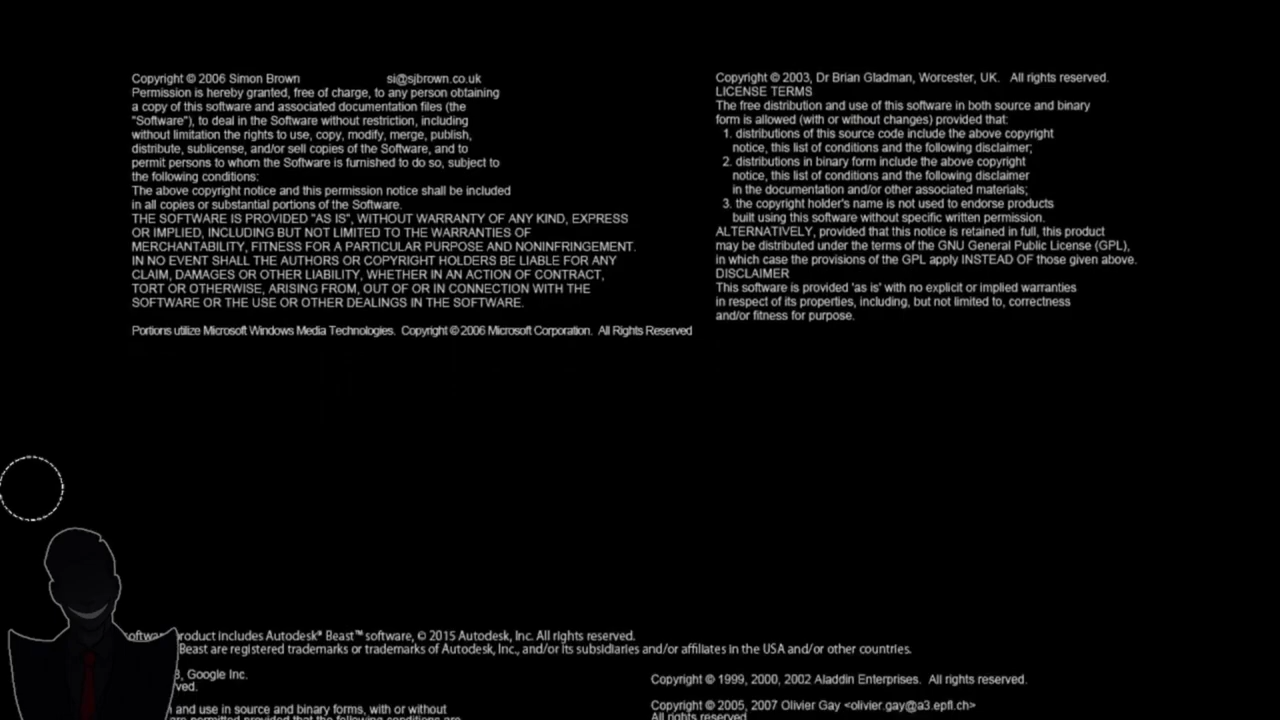 Copyright © 2006 Simon Brown si@sjbrown.co.uk
Permission is hereby granted, free of charge, to any person obtaining
a copy of this software and associated documentation files (the
"Software"), to deal in the Software without restriction, including
without limitation the rights to use, copy, modify, merge, publish,
distribute, sublicense, and/or sell copies of the Software, and to
permit persons to whom the Software is furnished to do so, subject to
the following conditions:
The above copyright notice and this permission notice shall be included
in all copies or substantial portions of the Software.
THE SOFTWARE IS PROVIDED "AS IS", WITHOUT WARRANTY OF ANY KIND, EXPRESS
OR IMPLIED, INCLUDING BUT NOT LIMITED TO THE WARRANTIES OF
MERCHANTABILITY, FITNESS FOR A PARTICULAR PURPOSE AND NONINFRINGEMENT.
IN NO EVENT SHALL THE AUTHORS OR COPYRIGHT HOLDERS BE LIABLE FOR ANY
CLAIM, DAMAGES OR OTHER LIABILITY, WHETHER IN AN ACTION OF CONTRACT,
TORT OR OTHERWISE, ARISING FROM, OUT OF OR IN CONNECTION WITH THE
SOFTWARE OR THE USE OR OTHER DEALINGS IN THE SOFTWARE.
Portions utilize Microsoft Windows Media Technologies. Copyright © 2006 Microsoft Corporation. All Rights Reserved
Copyright © 2003, Dr Brian Gladman, Worcester, UK. All rights reserved.
LICENSE TERMS
The free distribution and use of this software in both source and binary
form is allowed (with or without changes) provided that:
1. distributions of this source code include the above copyright
notice, this list of conditions and the following disclaimer;
2. distributions in binary form include the above copyright
notice, this list of conditions and the following disclaimer
in the documentation and/or other associated materials;
3. the copyright holder's name is not used to endorse products
built using this software without specific written permission.
ALTERNATIVELY, provided that this notice is retained in full, this product
may be distributed under the terms of the GNU General Public License (GPL),
in which case the provisions of the GPL apply INSTEAD OF those given above.
DISCLAIMER
This software is provided 'as is' with no explicit or implied warranties
in respect of its properties, including, but not limited to, correctness
and/or fitness for purpose.
product includes Autodesk® Beast™ software, © 2015 Autodesk, Inc. All rights reserved.
Beast are registered trademarks or trademarks of Autodesk, Inc., and/or its subsidiaries and/or affiliates in the USA and/or other countries.
Google Inc.
and use in source and binary forms, with or without
are permitted provided that the following conditions are
Copyright © 1999, 2000, 2002 Aladdin Enterprises. All rights reserved.
Copyright © 2005, 2007 Olivier Gay <olivier.gay@a3.epfl.ch>
All rights reserved